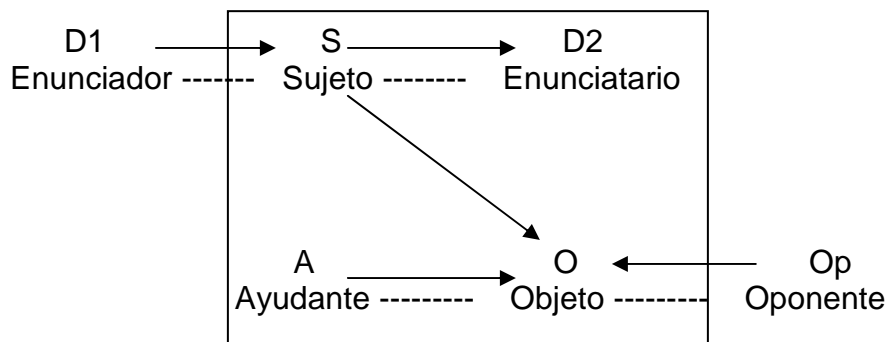 D1 S D2
Enunciador ------- Sujeto -------- Enunciatario
A O Op
Ayudante --------- Objeto --------- Oponente